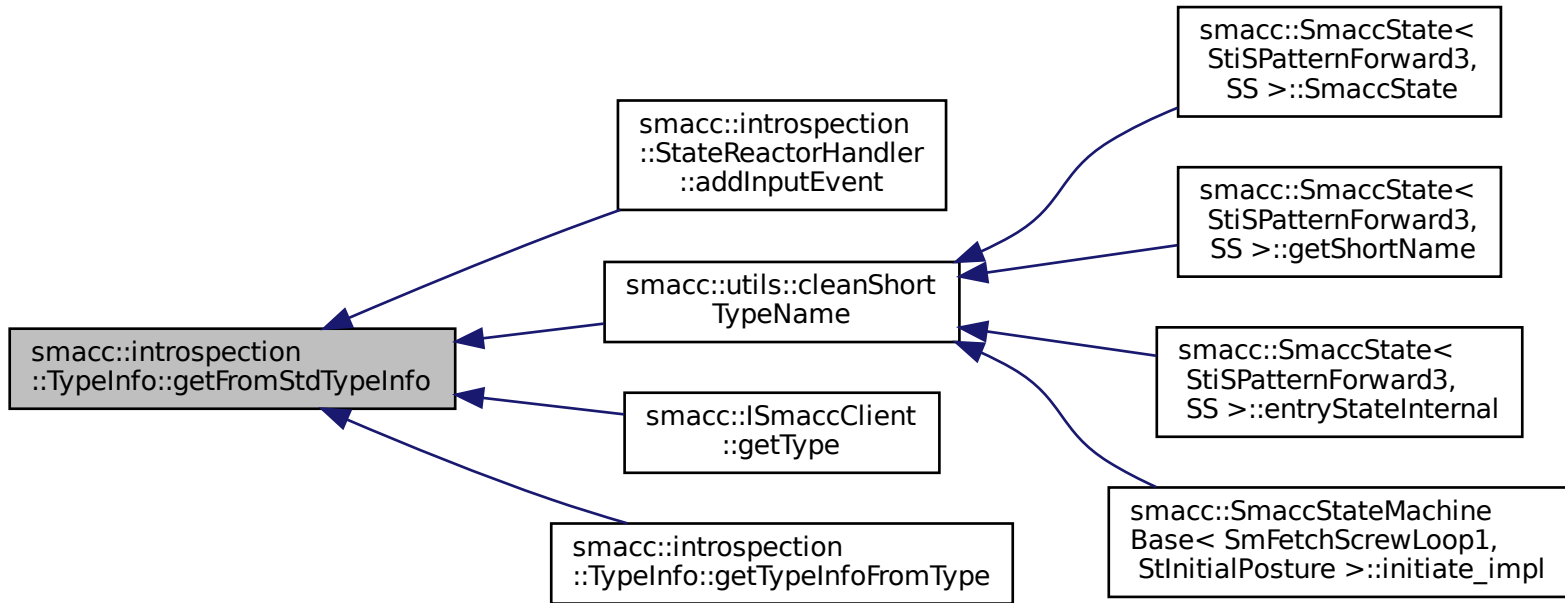 smacc::introspection
::TypeInfo::getFromStdTypeInfo
smacc::introspection
::StateReactorHandler
::addInputEvent
smacc::utils::cleanShort
TypeName
smacc::ISmaccClient
::getType
smacc::introspection
::TypeInfo::getTypeInfoFromType
smacc::SmaccState<
StiSPatternForward3,
SS >::SmaccState
smacc::SmaccState<
StiSPatternForward3,
SS >::getShortName
smacc::SmaccState<
StiSPatternForward3,
SS >::entryStateInternal
smacc::SmaccStateMachine
Base< SmFetchScrewLoop1,
StInitialPosture >::initiate_impl